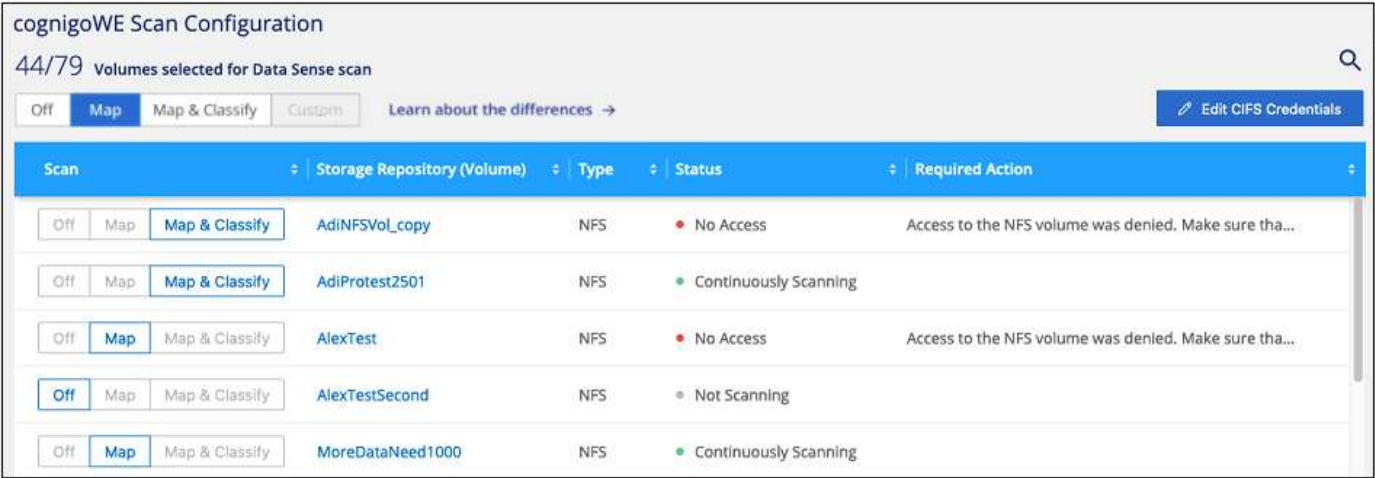 cognigoWE Scan Configuration
44/79 Volumes selected for Data Sense scan
Off Map Map & Classify Custom Learn about the differences → Edit CIFS Credentials
Scan Storage Repository (Volume) Type Status Required Action
Off Map Map & Classify AdiNFSVol_copy NFS No Access Access to the NFS volume was denied. Make sure tha...
Off Map Map & Classify AdiProtest2501 NFS Continuously Scanning
Off Map Map & Classify AlexTest NFS No Access Access to the NFS volume was denied. Make sure tha...
Off Map Map & Classify AlexTestSecond NFS Not Scanning
Off Map Map & Classify MoreDataNeed1000 NFS Continuously Scanning